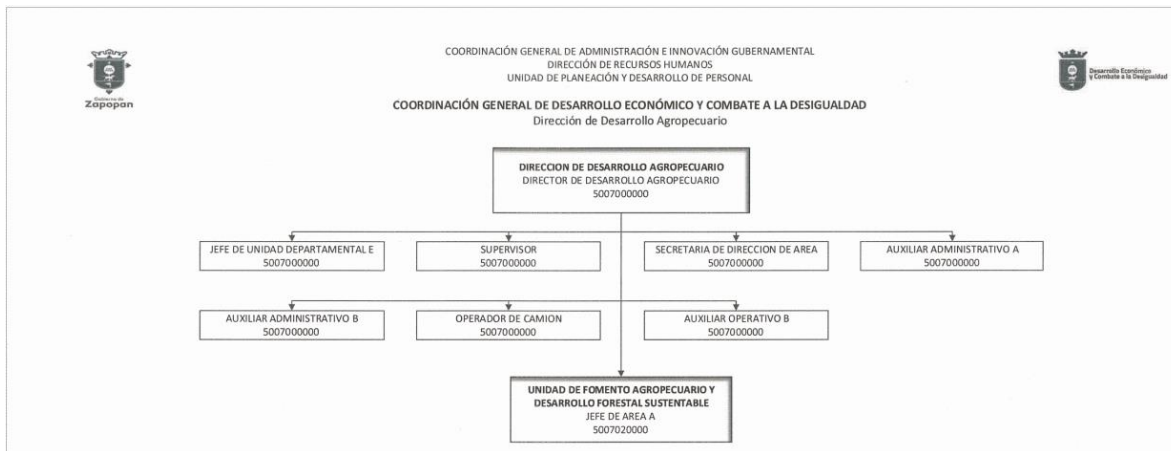 COORDINACIÓN GENERAL DE ADMINISTRACIÓN E INNOVACIÓN GUBERNAMENTAL
DIRECCIÓN DE RECURSOS HUMANOS
UNIDAD DE PLANEACIÓN Y DESARROLLO DE PERSONAL
Gobierno de
Zapopan
Desarrollo Económico
y Combate a la Desigualdad
COORDINACIÓN GENERAL DE DESARROLLO ECONÓMICO Y COMBATE A LA DESIGUALDAD
Dirección de Desarrollo Agropecuario
DIRECCION DE DESARROLLO AGROPECUARIO
DIRECTOR DE DESARROLLO AGROPECUARIO
5007000000
JEFE DE UNIDAD DEPARTAMENTAL E
5007000000
SUPERVISOR
5007000000
SECRETARIA DE DIRECCION DE AREA
5007000000
AUXILIAR ADMINISTRATIVO A
5007000000
AUXILIAR ADMINISTRATIVO B
5007000000
OPERADOR DE CAMION
5007000000
AUXILIAR OPERATIVO B
5007000000
UNIDAD DE FOMENTO AGROPECUARIO Y
DESARROLLO FORESTAL SUSTENTABLE
JEFE DE AREA A
5007020000